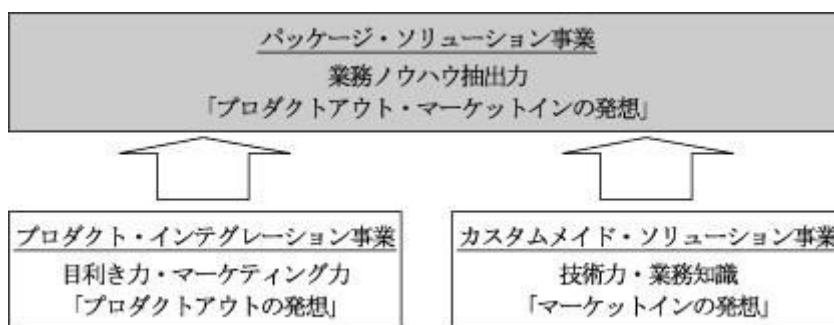 パッケージ・ソリューション事業
業務ノウハウ抽出力
「プロダクトアウト・マーケットインの発想」
プロダクト・インテグレーション事業
目利き力・マーケティング力
「プロダクトアウトの発想」
カスタムメイド・ソリューション事業
技術力・業務知識
「マーケットインの発想」